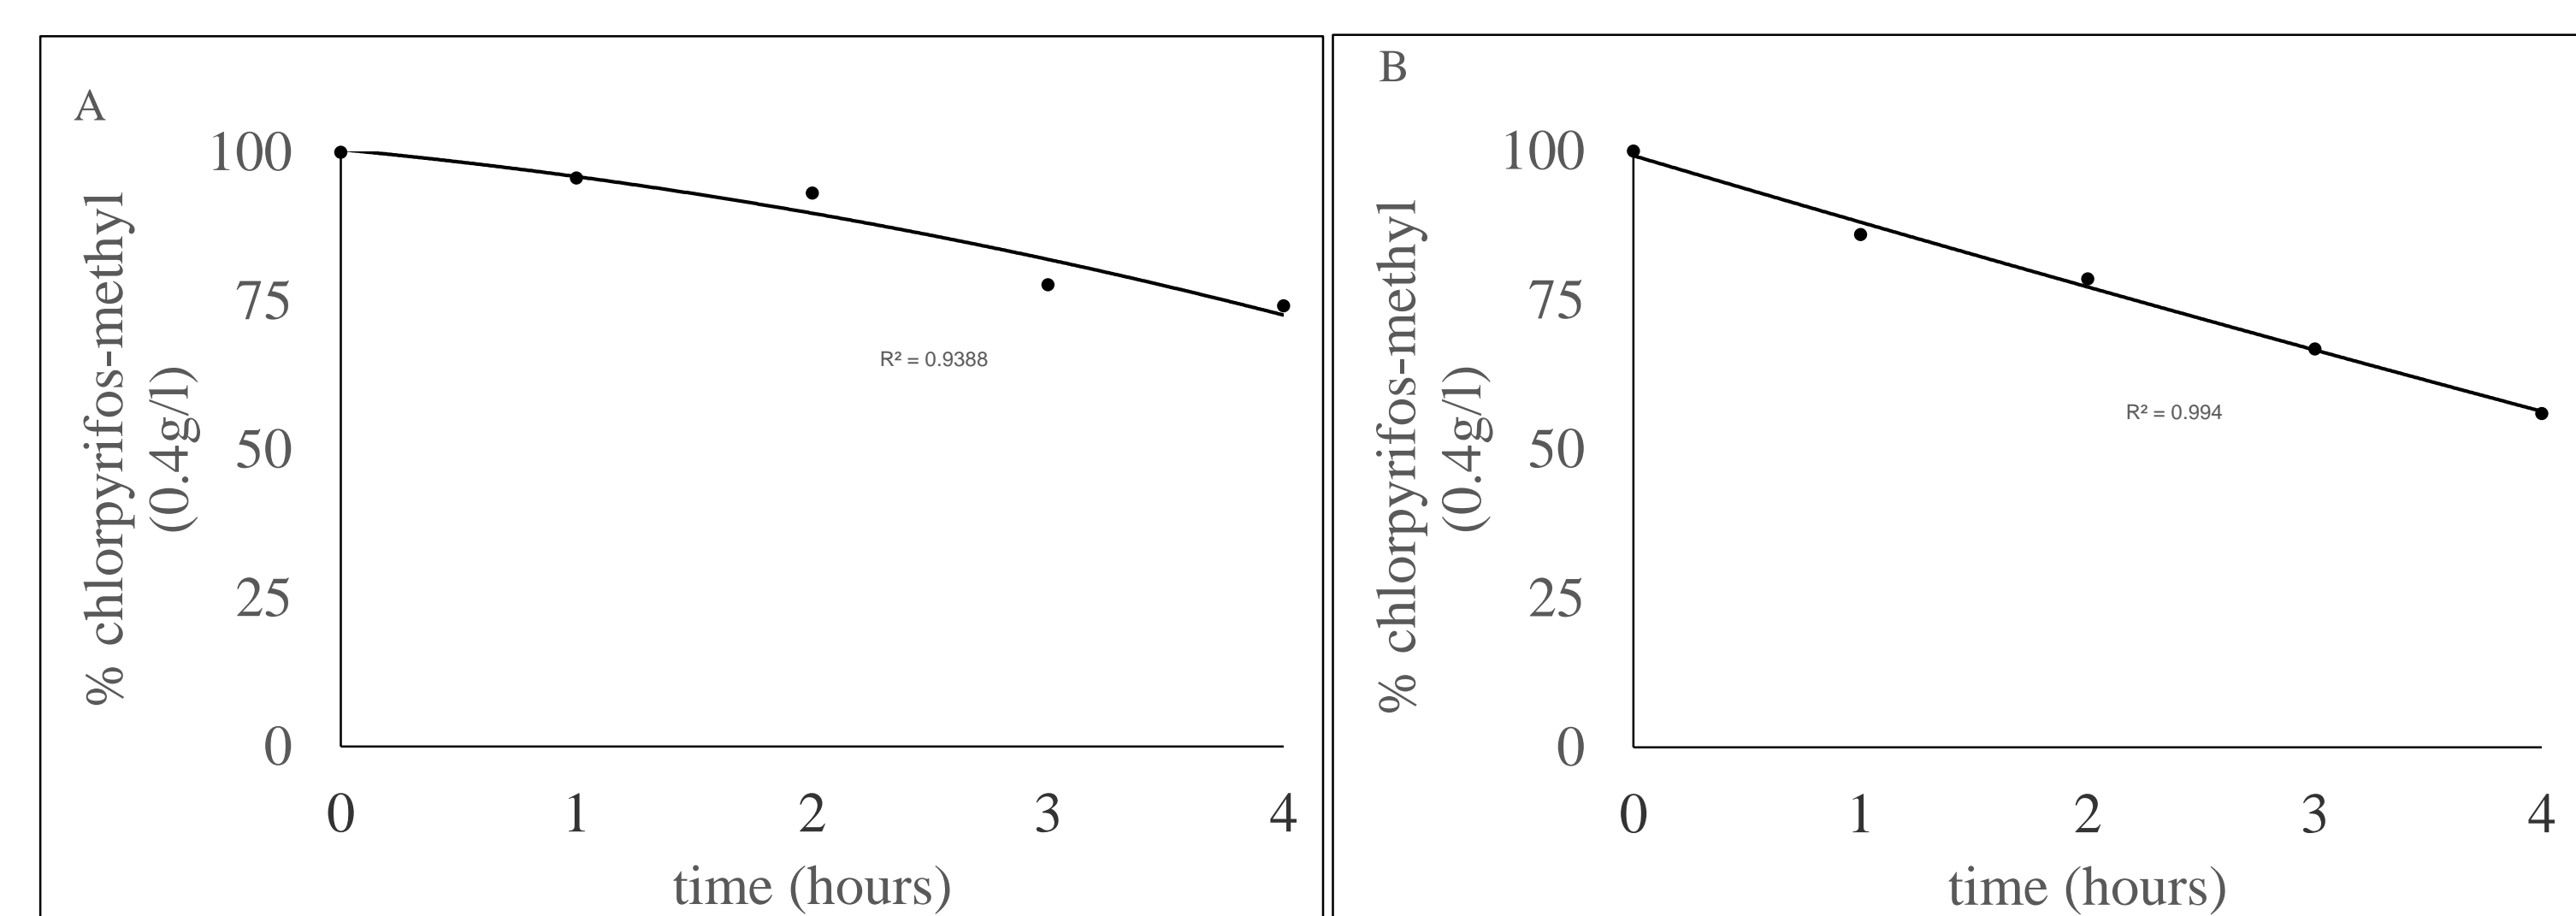 A
100
75
50
25
0
% chlorpyrifos-methyl
(0.4g/l)
R² = 0.9388
0 1 2 3 4
time (hours)
B
100
75
50
25
0
% chlorpyrifos-methyl
(0.4g/l)
R² = 0.994
0 1 2 3 4
time (hours)